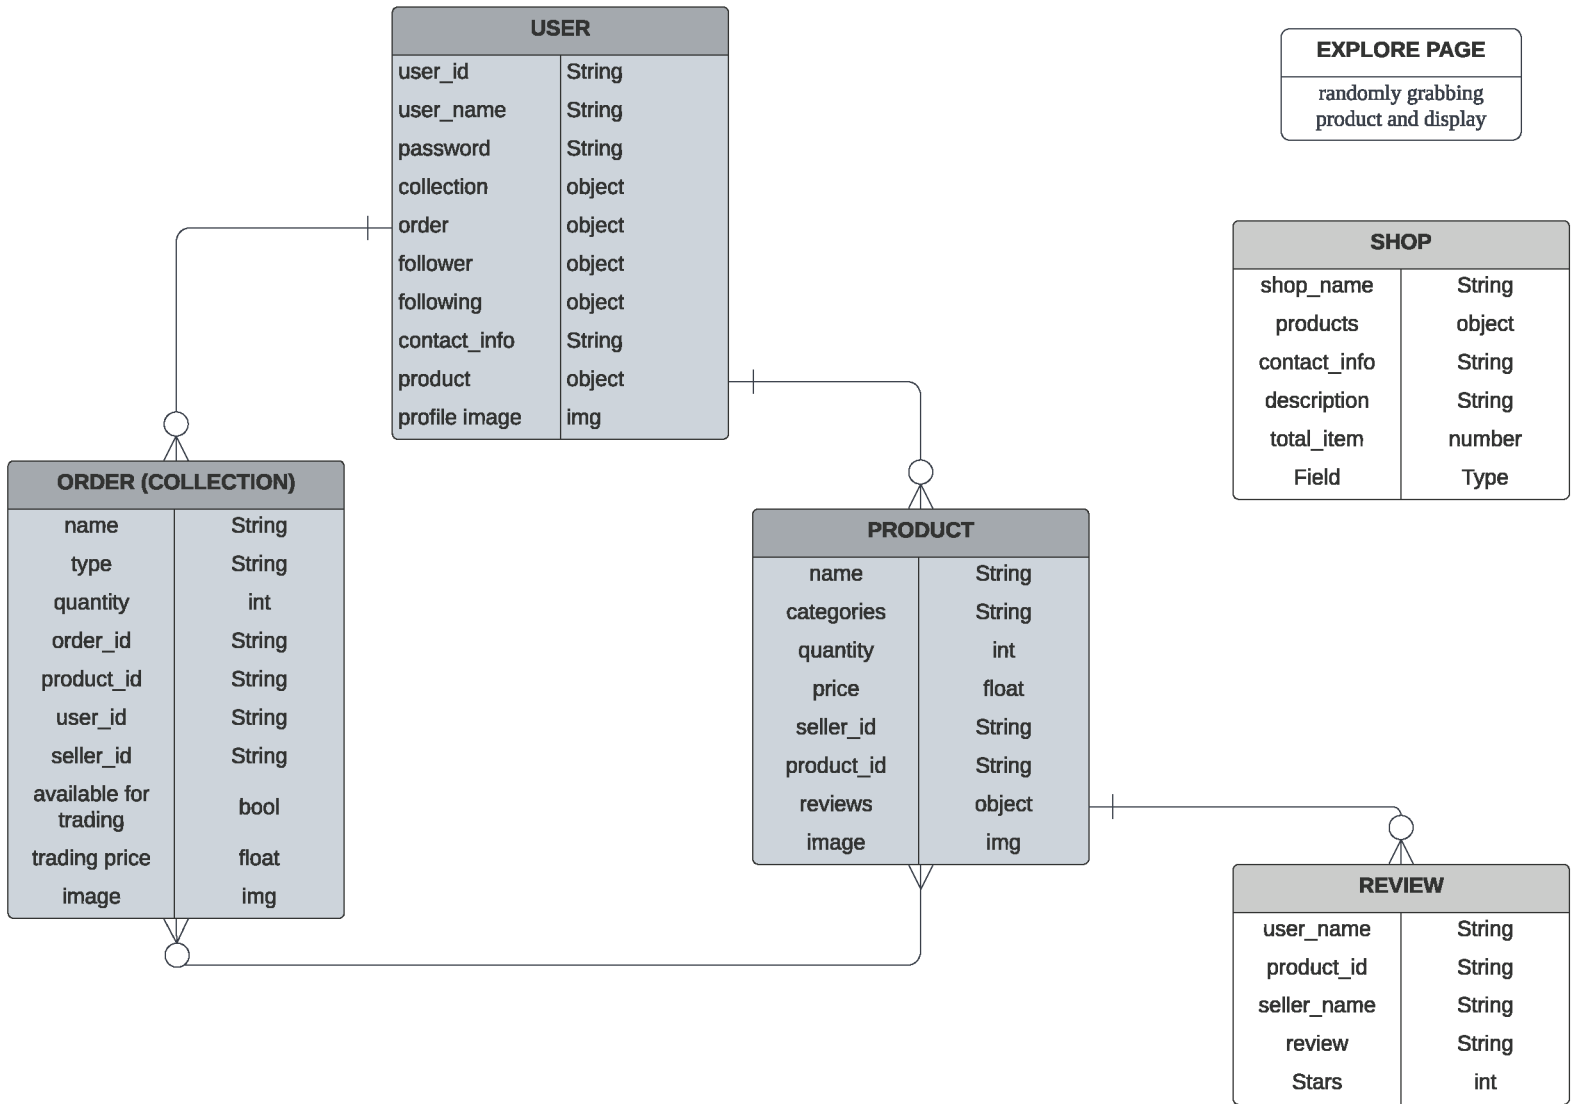 USER
user_id String
user_name String
password String
collection object
order object
follower object
following object
contact_info String
product object
profile image img
EXPLORE PAGE
randomly grabbing
product and display
SHOP
shop_name String
products object
contact_info String
description String
total_item number
Field Type
ORDER (COLLECTION)
name String
type String
quantity int
order_id String
product_id String
user_id String
seller_id String
available for
trading bool
trading price float
image img
PRODUCT
name String
categories String
quantity int
price float
seller_id String
product_id String
reviews object
image img
REVIEW
user_name String
product_id String
seller_name String
review String
Stars int